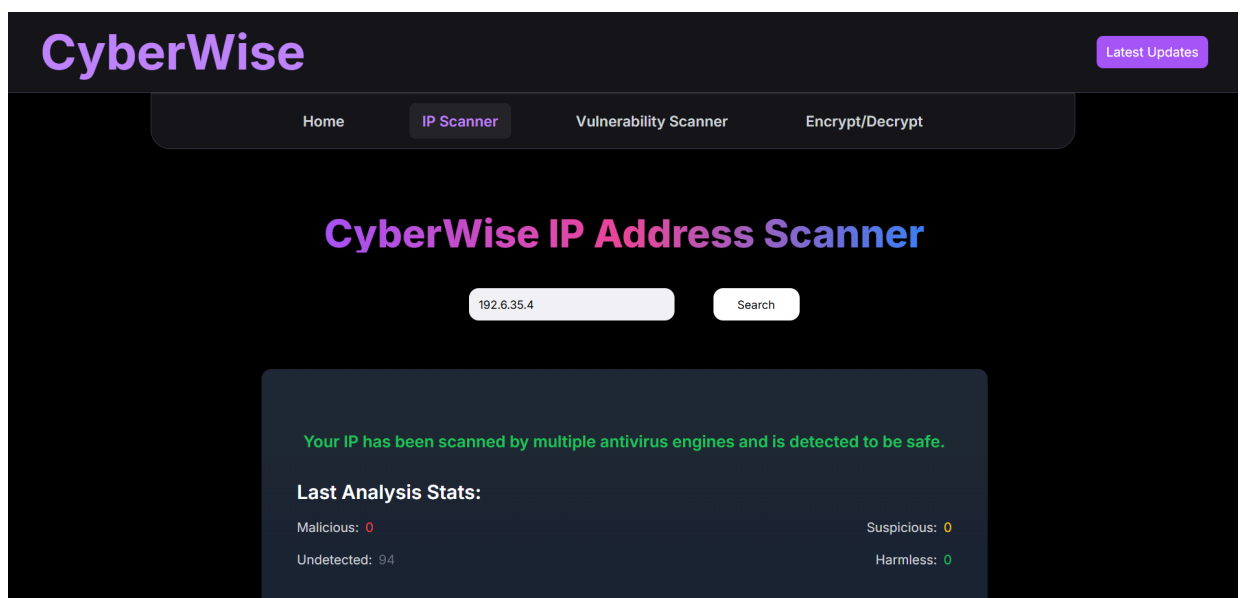 CyberWise
Latest Updates
Home IP Scanner Vulnerability Scanner Encrypt/Decrypt
CyberWise IP Address Scanner
192.6.35.4 Search
Your IP has been scanned by multiple antivirus engines and is detected to be safe.
Last Analysis Stats:
Malicious: 0 Suspicious: 0
Undetected: 94 Harmless: 0